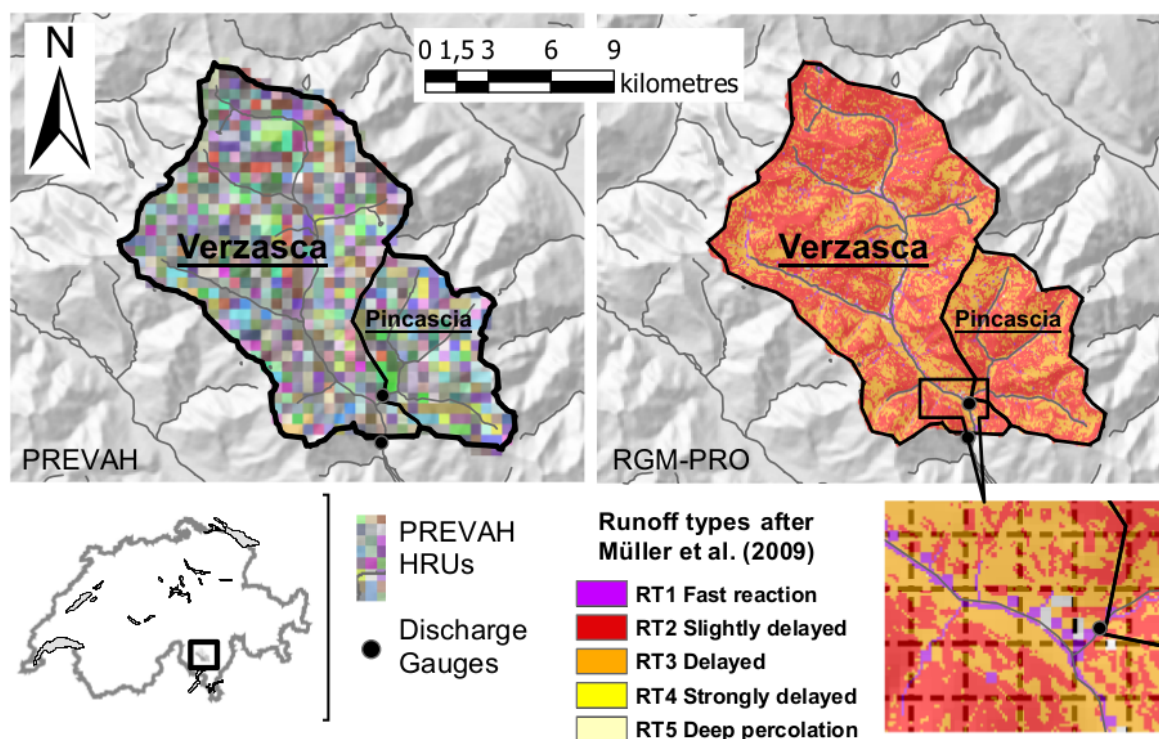 N
0 1,5 3 6 9
kilometres
Verzasca
Pincascia
PREVAH
Verzasca
Pincascia
RGM-PRO
PREVAH
HRUs
Discharge
Gauges
Runoff types after
Müller et al. (2009)
RT1 Fast reaction
RT2 Slightly delayed
RT3 Delayed
RT4 Strongly delayed
RT5 Deep percolation